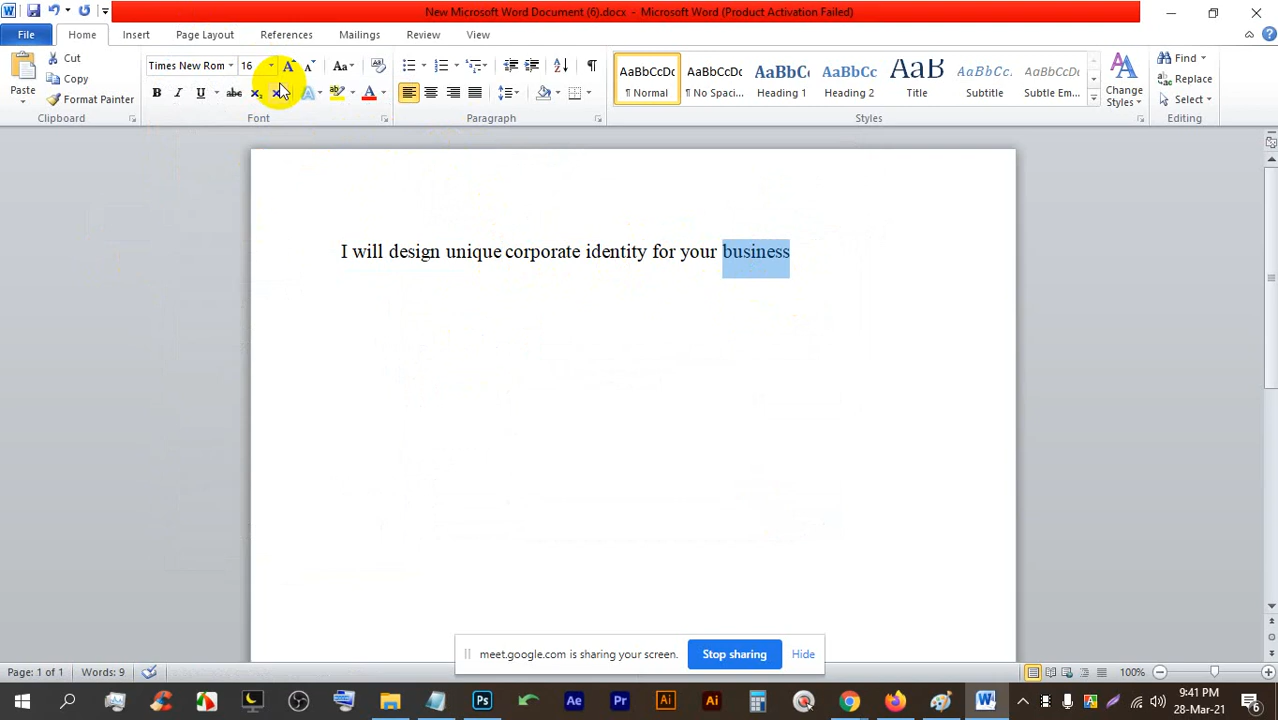 New Microsoft Word Document (6).docx - Microsoft Word (Product Activation Failed)
File Home Insert Page Layout References Mailings Review View
Paste
Cut
Copy
Format Painter
Clipboard
Times New Rom 16
Font
Paragraph
AaBbCcDc AaBbCcDc AaBbCc AaBbCc AaB AaBbCc. AaBbCcDc
¶ Normal ¶ No Spaci... Heading 1 Heading 2 Title Subtitle Subtle Em...
Change
Styles
Styles
Find
Replace
Select
Editing
I will design unique corporate identity for your business
meet.google.com is sharing your screen. Stop sharing Hide
Page: 1 of 1 Words: 9 100%
9:41 PM
28-Mar-21